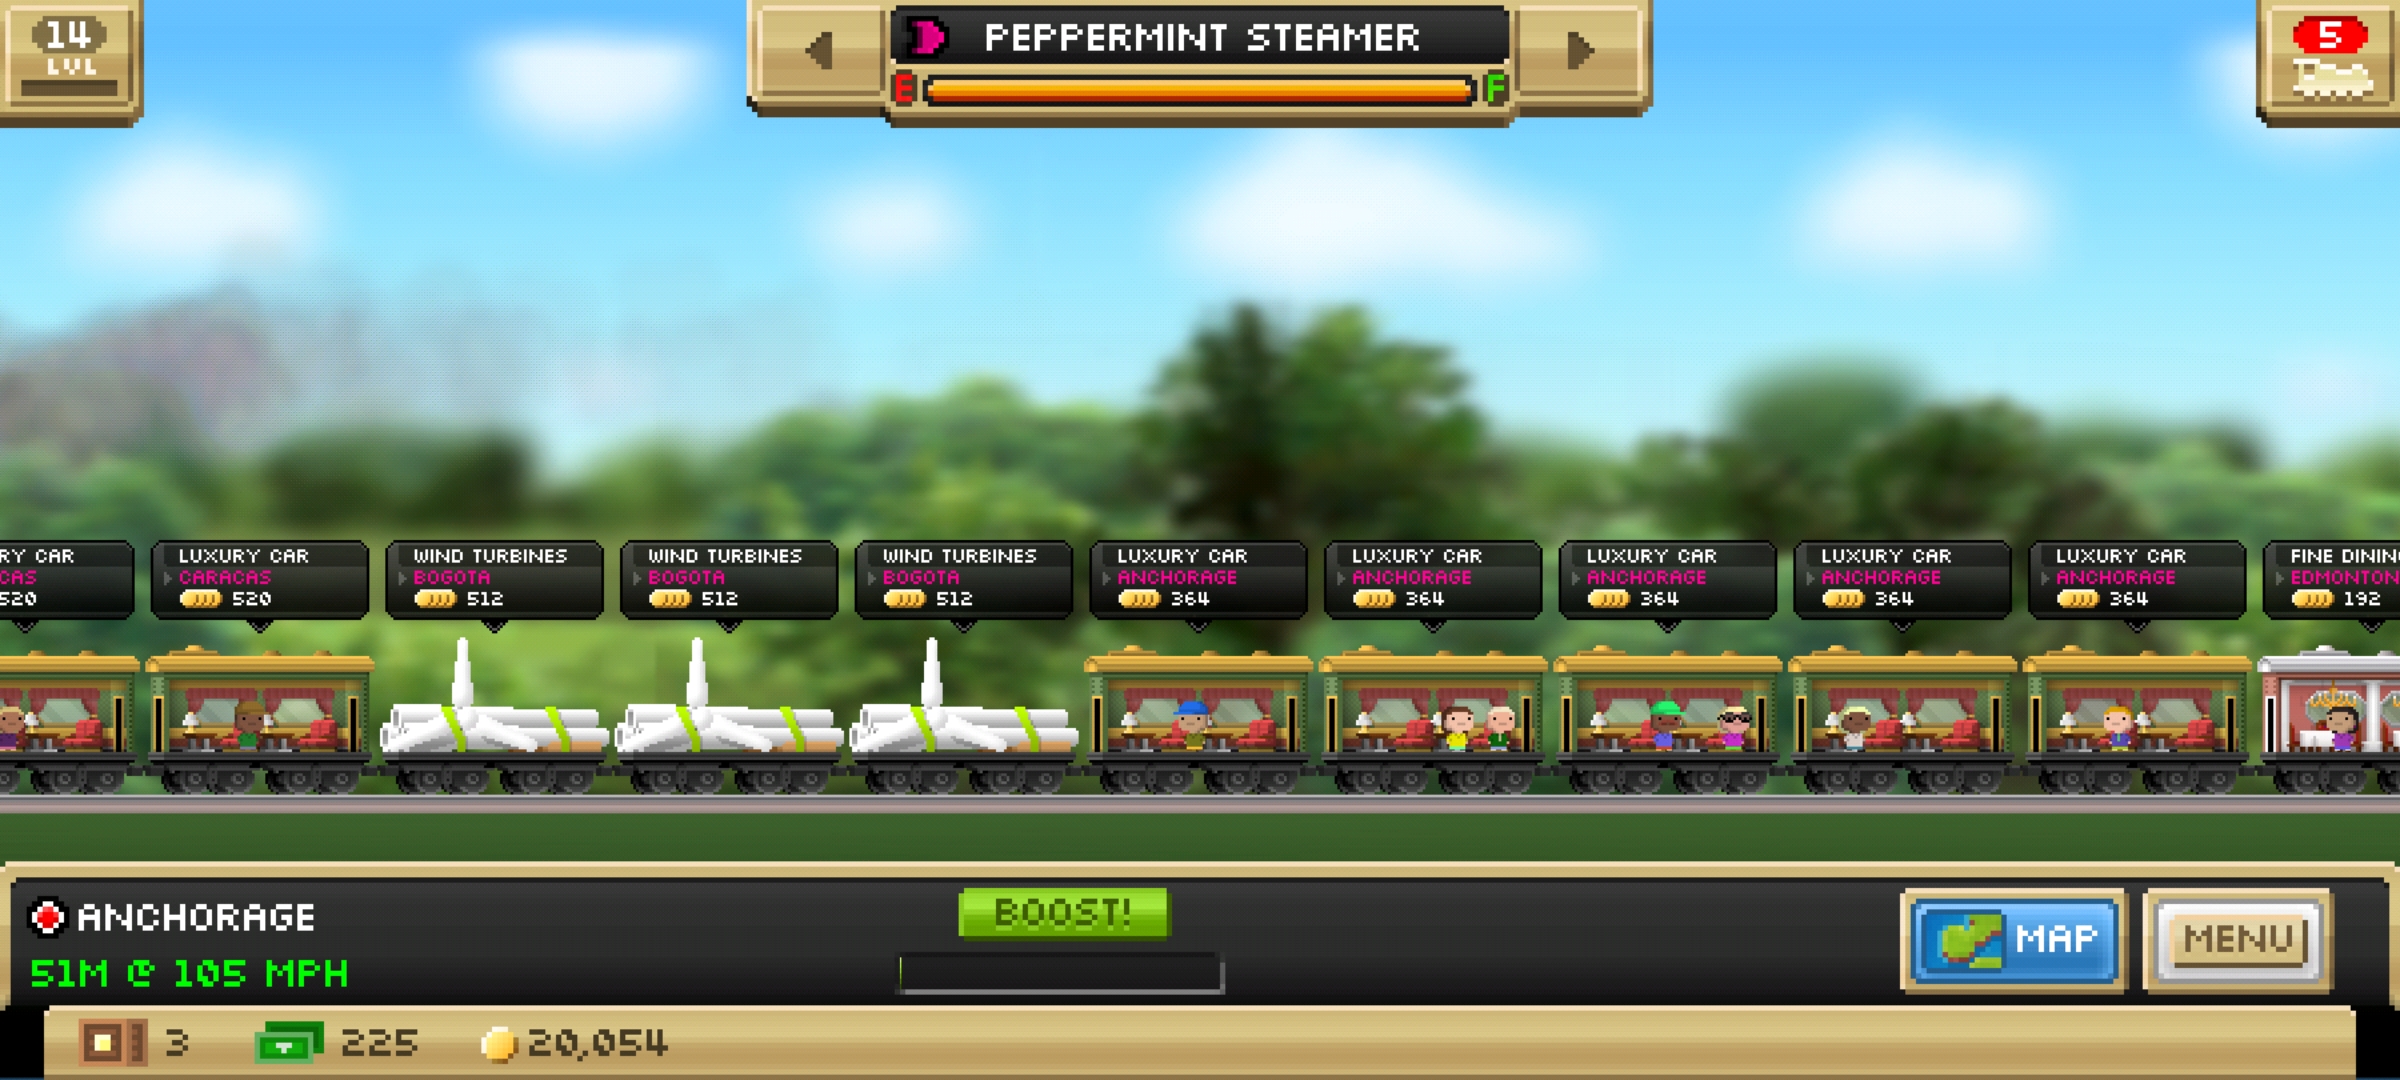 14
LVL
PEPPERMINT STEAMER
E F
5
RY CAR
CAS
520
LUXURY CAR
CARACAS
520
WIND TURBINES
BOGOTA
512
WIND TURBINES
BOGOTA
512
WIND TURBINES
BOGOTA
512
LUXURY CAR
ANCHORAGE
364
LUXURY CAR
ANCHORAGE
364
LUXURY CAR
ANCHORAGE
364
LUXURY CAR
ANCHORAGE
364
LUXURY CAR
ANCHORAGE
364
FINE DINING
EDMONTON
192
ANCHORAGE
51M @ 105 MPH
BOOST!
MAP
MENU
3
225
20,054